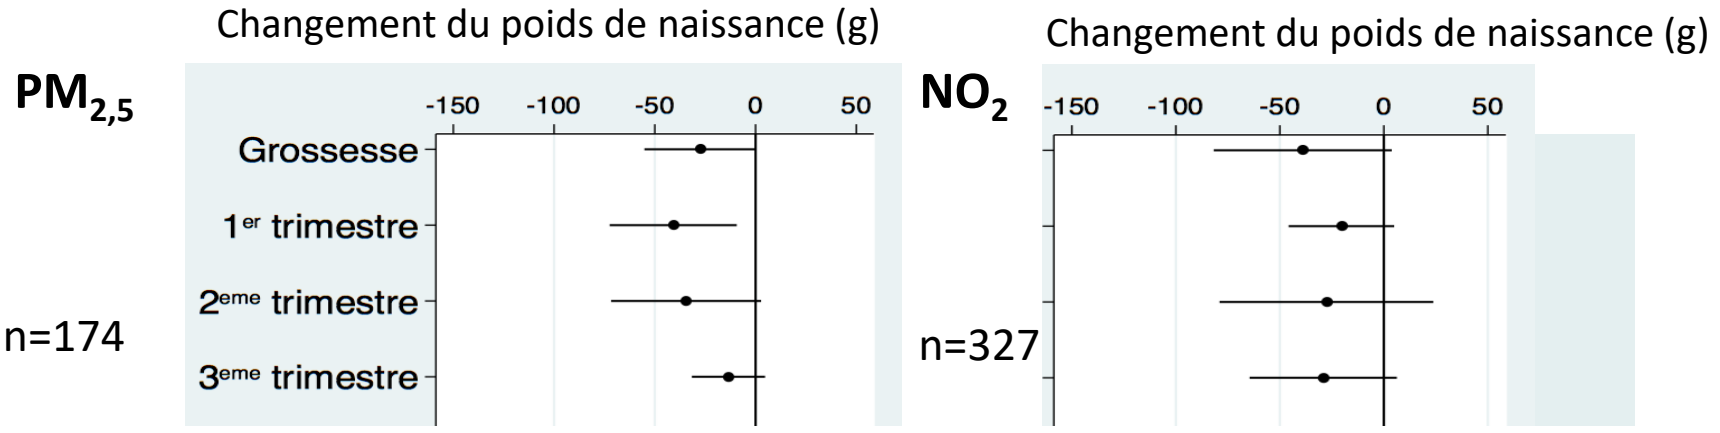 Changement du poids de naissance (g)
PM2,5
-150 -100 -50 0 50
Grossesse
1er trimestre
2eme trimestre
3eme trimestre
n=174
Changement du poids de naissance (g)
NO2
-150 -100 -50 0 50
n=327